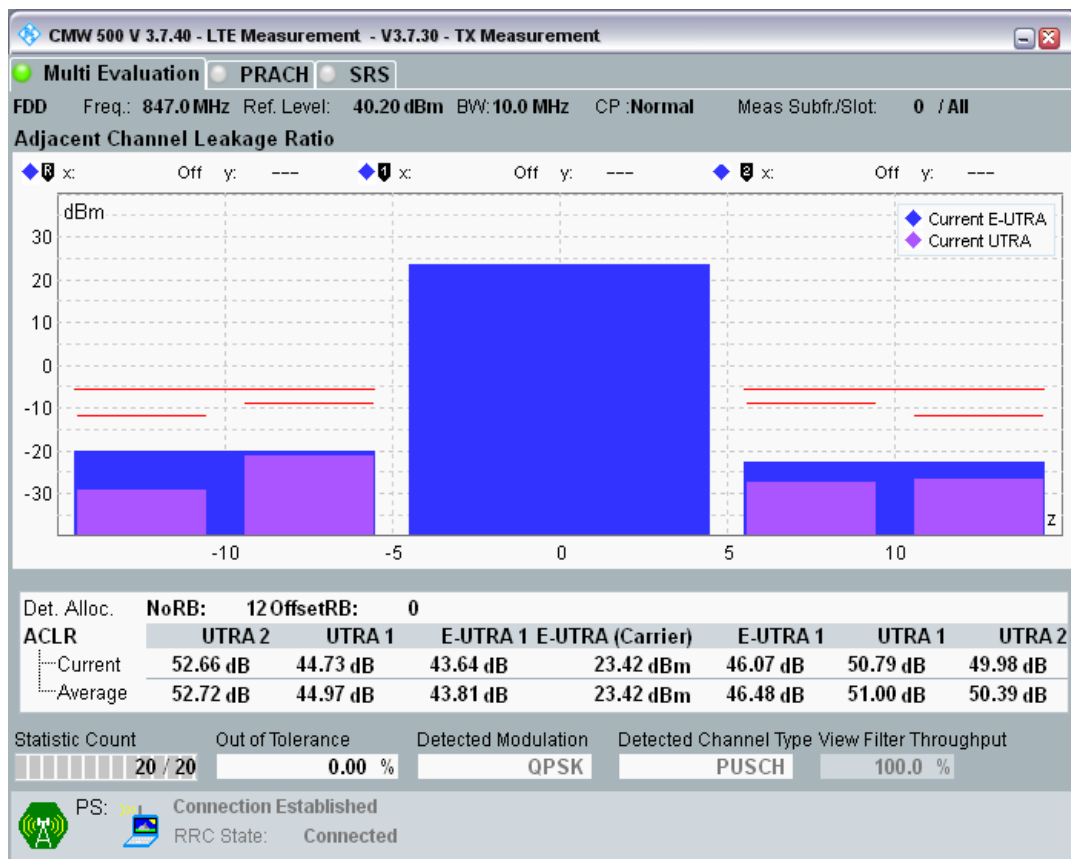 CMW 500 V 3.7.40 - LTE Measurement - V3.7.30 - TX Measurement
Multi Evaluation PRACH SRS
FDD Freq.: 847.0 MHz Ref. Level: 40.20 dBm BW: 10.0 MHz CP :Normal Meas Subfr./Slot: 0 / All
Adjacent Channel Leakage Ratio
R x: Off y: --- 1 x: Off y: --- 2 x: Off y: ---
dBm
Current E-UTRA
Current UTRA
30
20
10
0
-10
-20
-30
z
-10 -5 0 5 10
Det. Alloc. NoRB: 12 OffsetRB: 0
ACLR UTRA 2 UTRA 1 E-UTRA 1 E-UTRA (Carrier) E-UTRA 1 UTRA 1 UTRA 2
Current 52.66 dB 44.73 dB 43.64 dB 23.42 dBm 46.07 dB 50.79 dB 49.98 dB
Average 52.72 dB 44.97 dB 43.81 dB 23.42 dBm 46.48 dB 51.00 dB 50.39 dB
Statistic Count Out of Tolerance Detected Modulation Detected Channel Type View Filter Throughput
20 / 20 0.00 % QPSK PUSCH 100.0 %
PS: Connection Established
RRC State: Connected